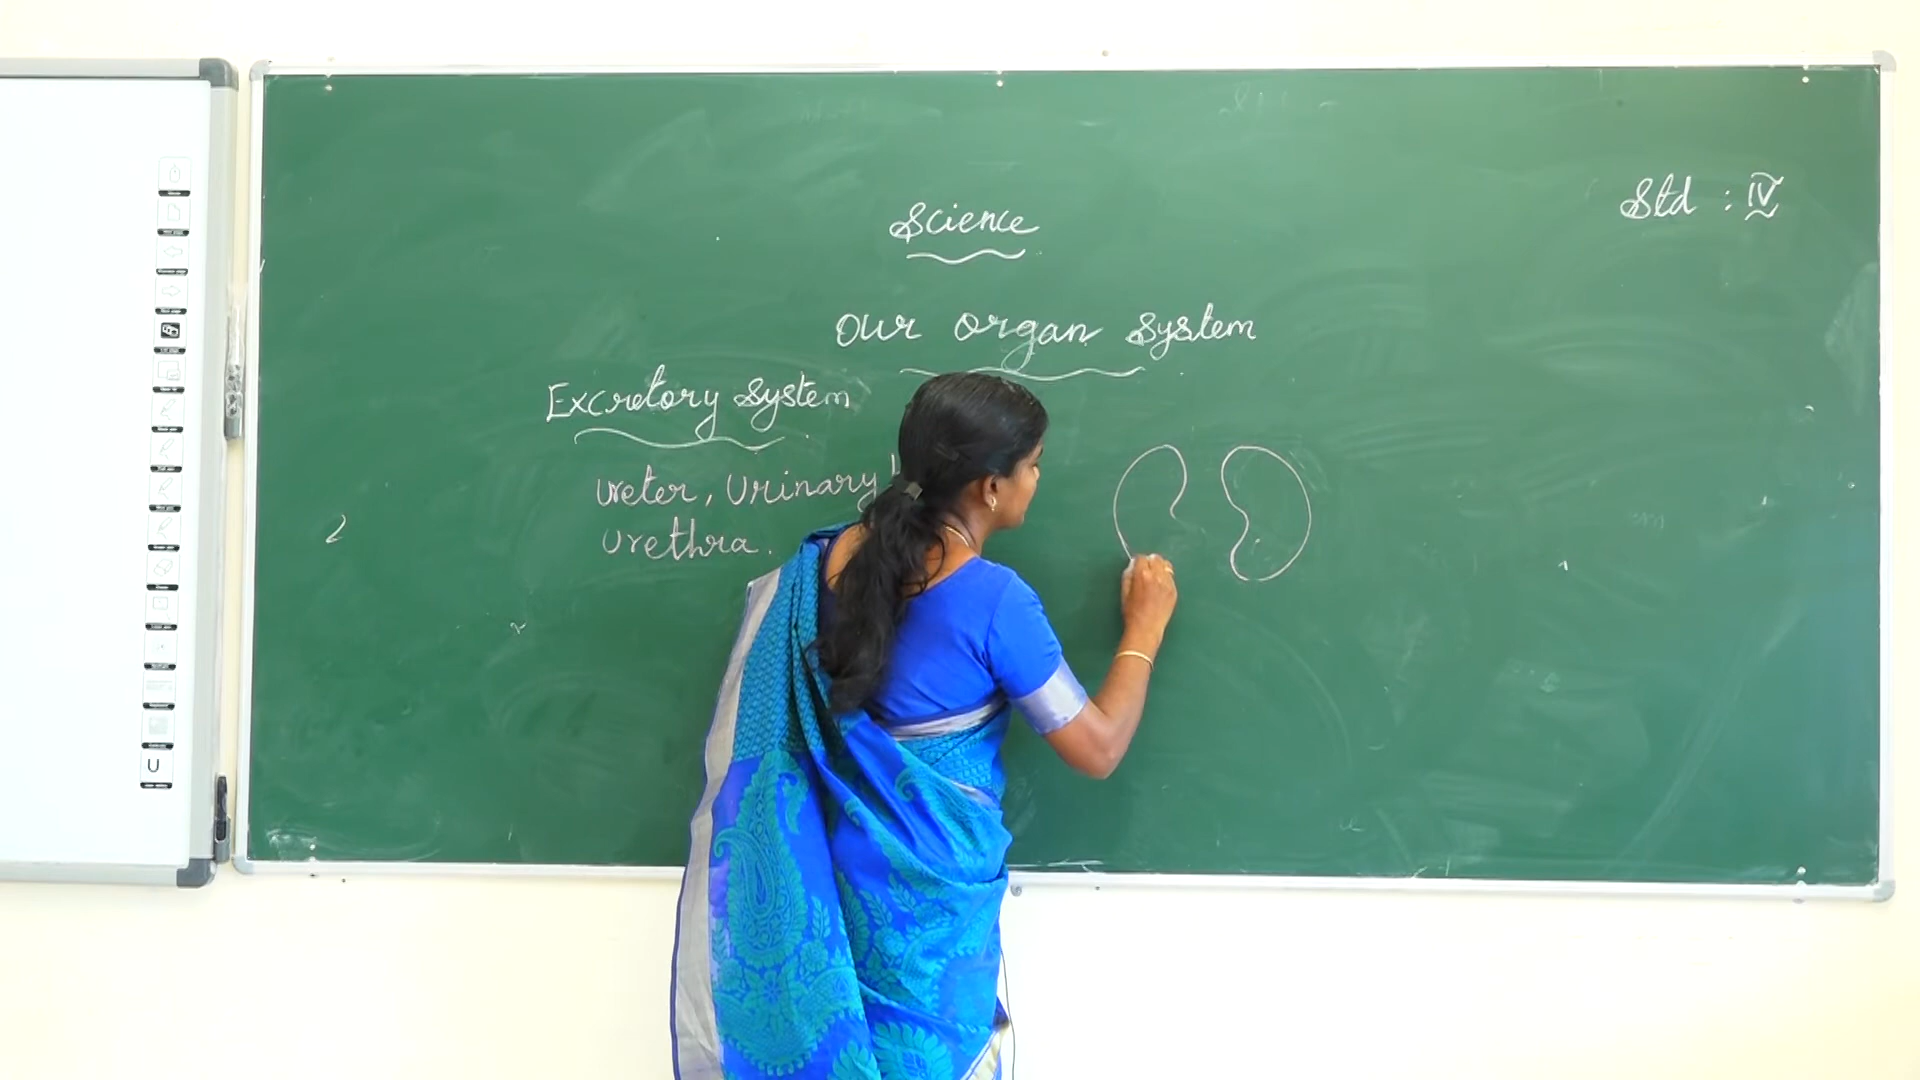 Science
Std : IV
Our Organ System
Excretory System
Ureter, Urinary
Urethra.